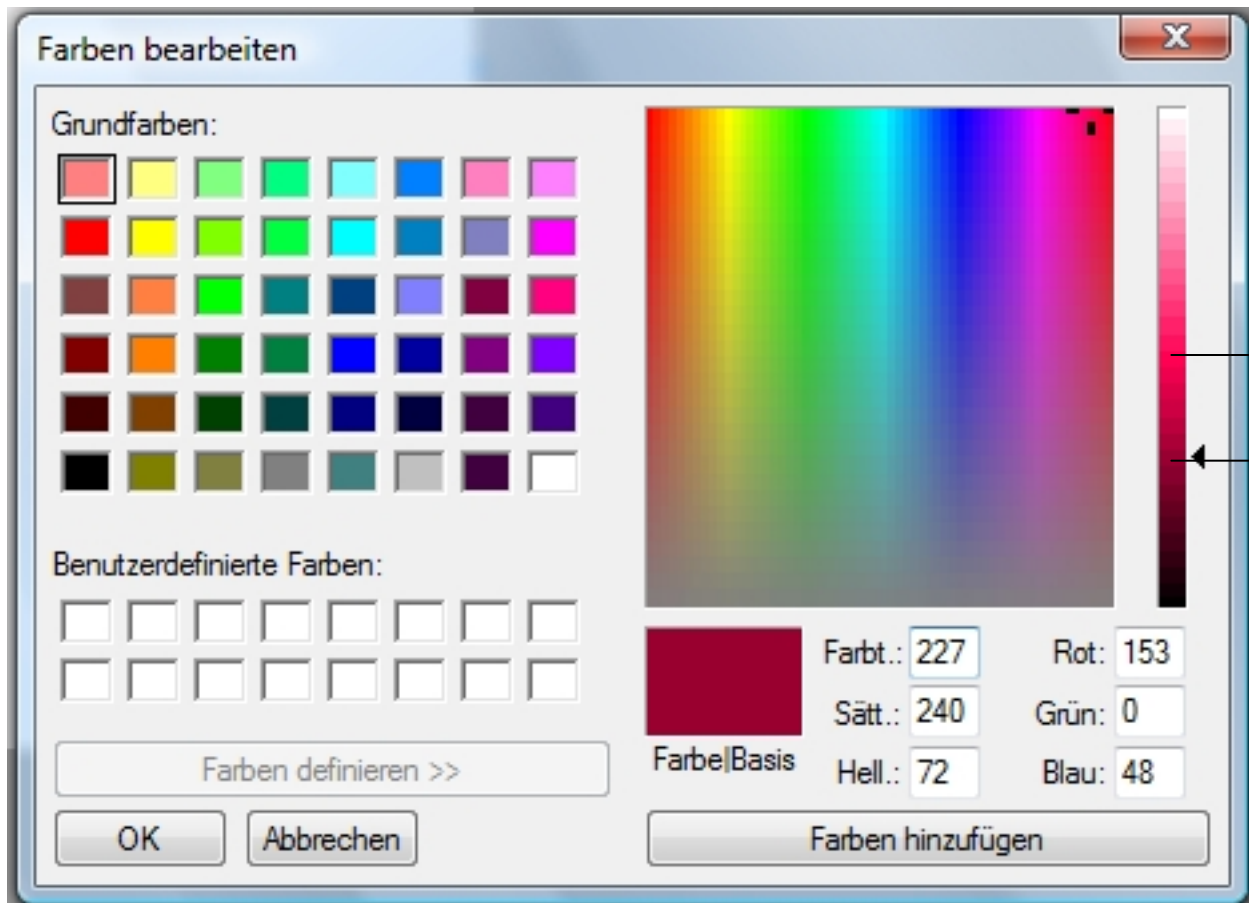 Farben bearbeiten
Grundfarben:
Benutzerdefinierte Farben:
Farben definieren >>
OK
Abbrechen
Farbe|Basis
Farbt.: 227
Sätt.: 240
Hell.: 72
Rot: 153
Grün: 0
Blau: 48
Farben hinzufügen